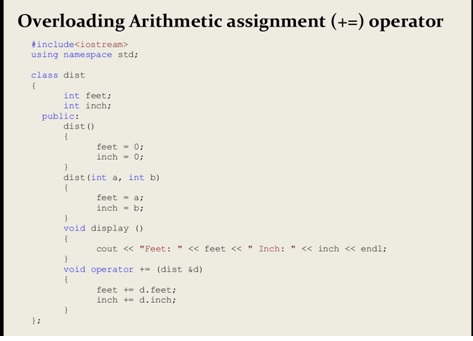 Overloading Arithmetic assignment (+=) operator
#include<iostream>
using namespace std;
class dist
{
int feet;
int inch;
public:
dist()
{
feet = 0;
inch = 0;
}
dist(int a, int b)
{
feet = a;
inch = b;
}
void display ()
{
cout << "Feet: " << feet << " Inch: " << inch << endl;
}
void operator += (dist &d)
{
feet += d.feet;
inch += d.inch;
}
};